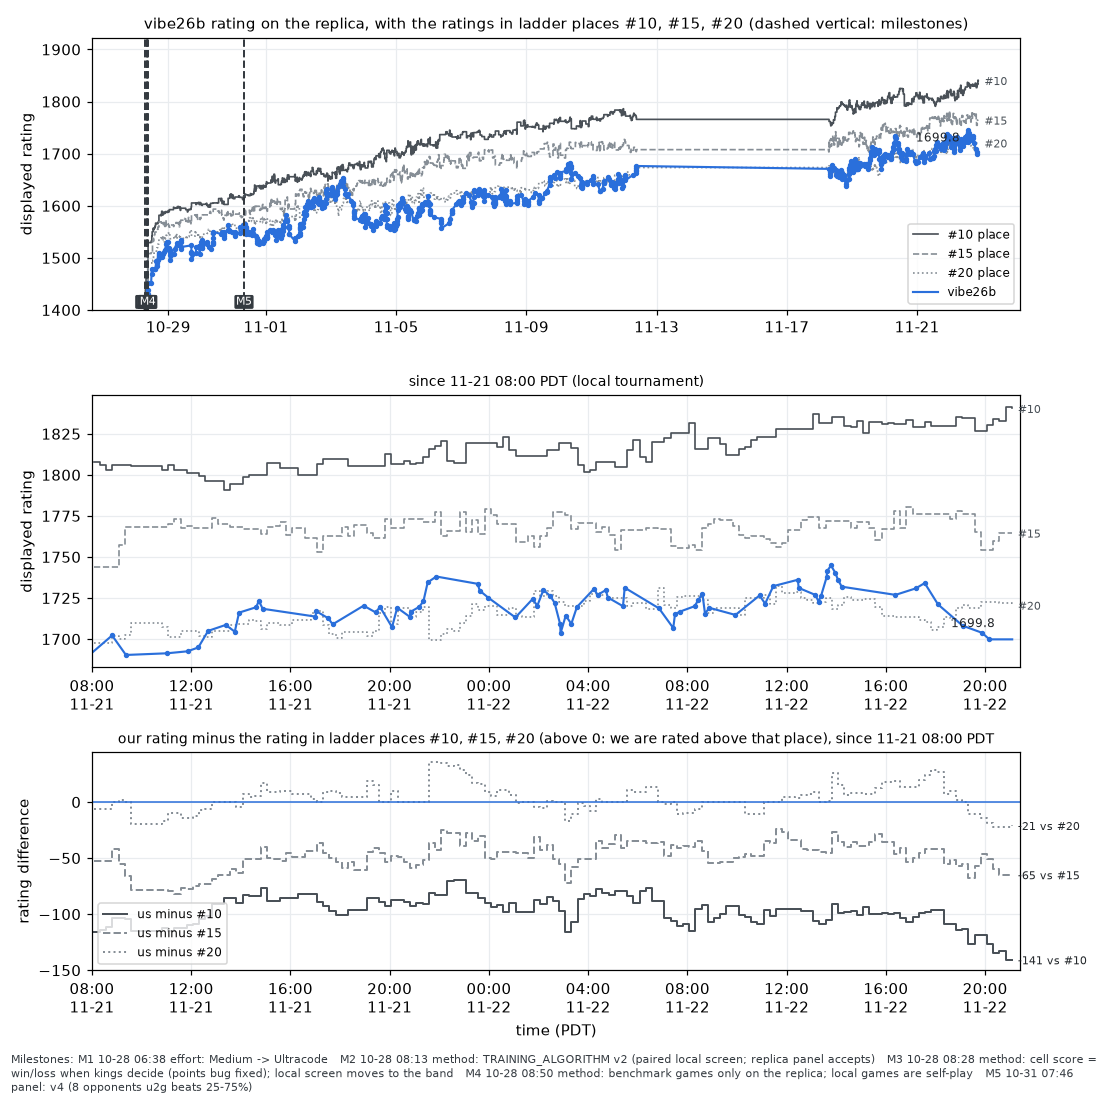 vibe26b rating on the replica, with the ratings in ladder places #10, #15, #20 (dashed vertical: milestones)
displayed rating
1900
1800
1700
1600
1500
1400
#10
#15
#20
1699.8
M4
M5
#10 place
#15 place
#20 place
vibe26b
10-29
11-01
11-05
11-09
11-13
11-17
11-21
since 11-21 08:00 PDT (local tournament)
displayed rating
1825
1800
1775
1750
1725
1700
#10
#15
#20
1699.8
08:00 12:00 16:00 20:00 00:00 04:00 08:00 12:00 16:00 20:00
11-21 11-21 11-21 11-21 11-22 11-22 11-22 11-22 11-22 11-22
our rating minus the rating in ladder places #10, #15, #20 (above 0: we are rated above that place), since 11-21 08:00 PDT
rating difference
0
−50
−100
−150
-21 vs #20
-65 vs #15
-141 vs #10
us minus #10
us minus #15
us minus #20
08:00 12:00 16:00 20:00 00:00 04:00 08:00 12:00 16:00 20:00
11-21 11-21 11-21 11-21 11-22 11-22 11-22 11-22 11-22 11-22
time (PDT)
Milestones: M1 10-28 06:38 effort: Medium -> Ultracode M2 10-28 08:13 method: TRAINING_ALGORITHM v2 (paired local screen; replica panel accepts) M3 10-28 08:28 method: cell score =
win/loss when kings decide (points bug fixed); local screen moves to the band M4 10-28 08:50 method: benchmark games only on the replica; local games are self-play M5 10-31 07:46
panel: v4 (8 opponents u2g beats 25-75%)